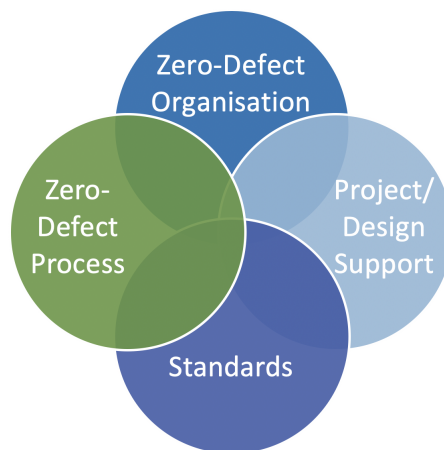 Zero-Defect
Organisation
Zero-
Defect
Process
Project/
Design
Support
Standards